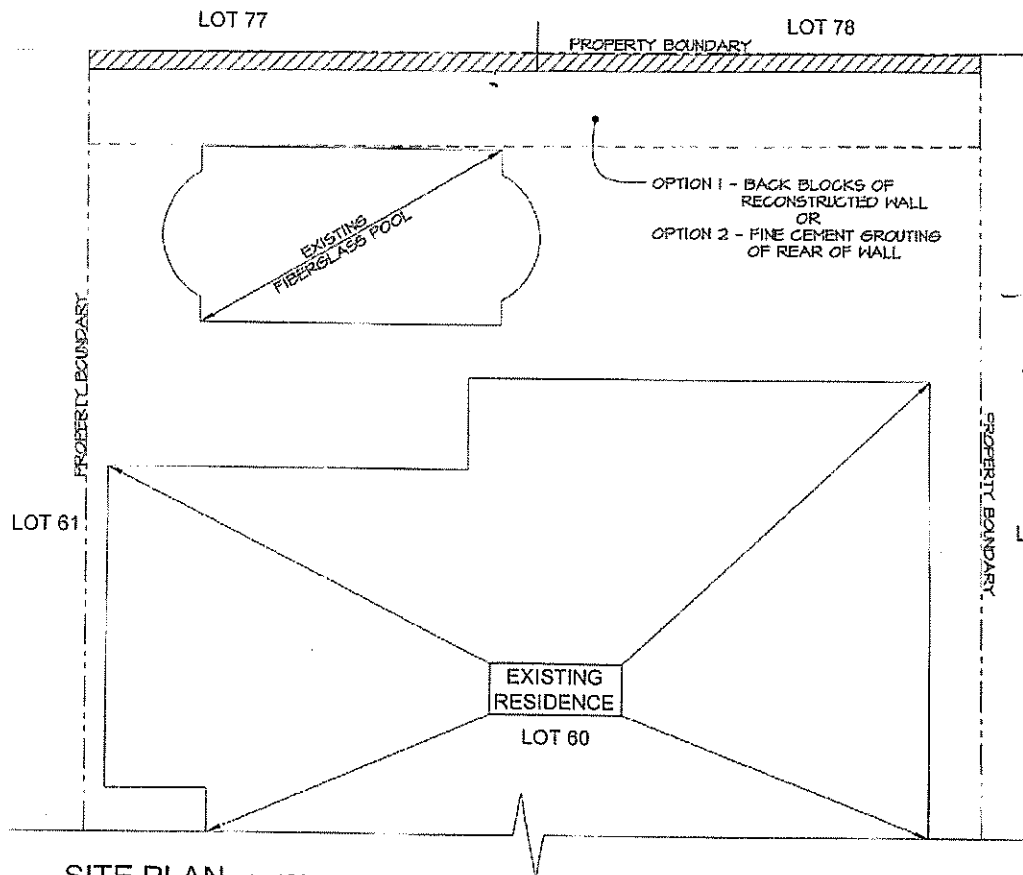 LOT 77
LOT 78
PROPERTY BOUNDARY
OPTION 1 - BACK BLOCKS OF
RECONSTRUCTED WALL
OR
OPTION 2 - FINE CEMENT GROUTING
OF REAR OF WALL
EXISTING
FIBERGLASS POOL
PROPERTY BOUNDARY
PROPERTY BOUNDARY
LOT 61
L
EXISTING
RESIDENCE
LOT 60
SITE PLAN